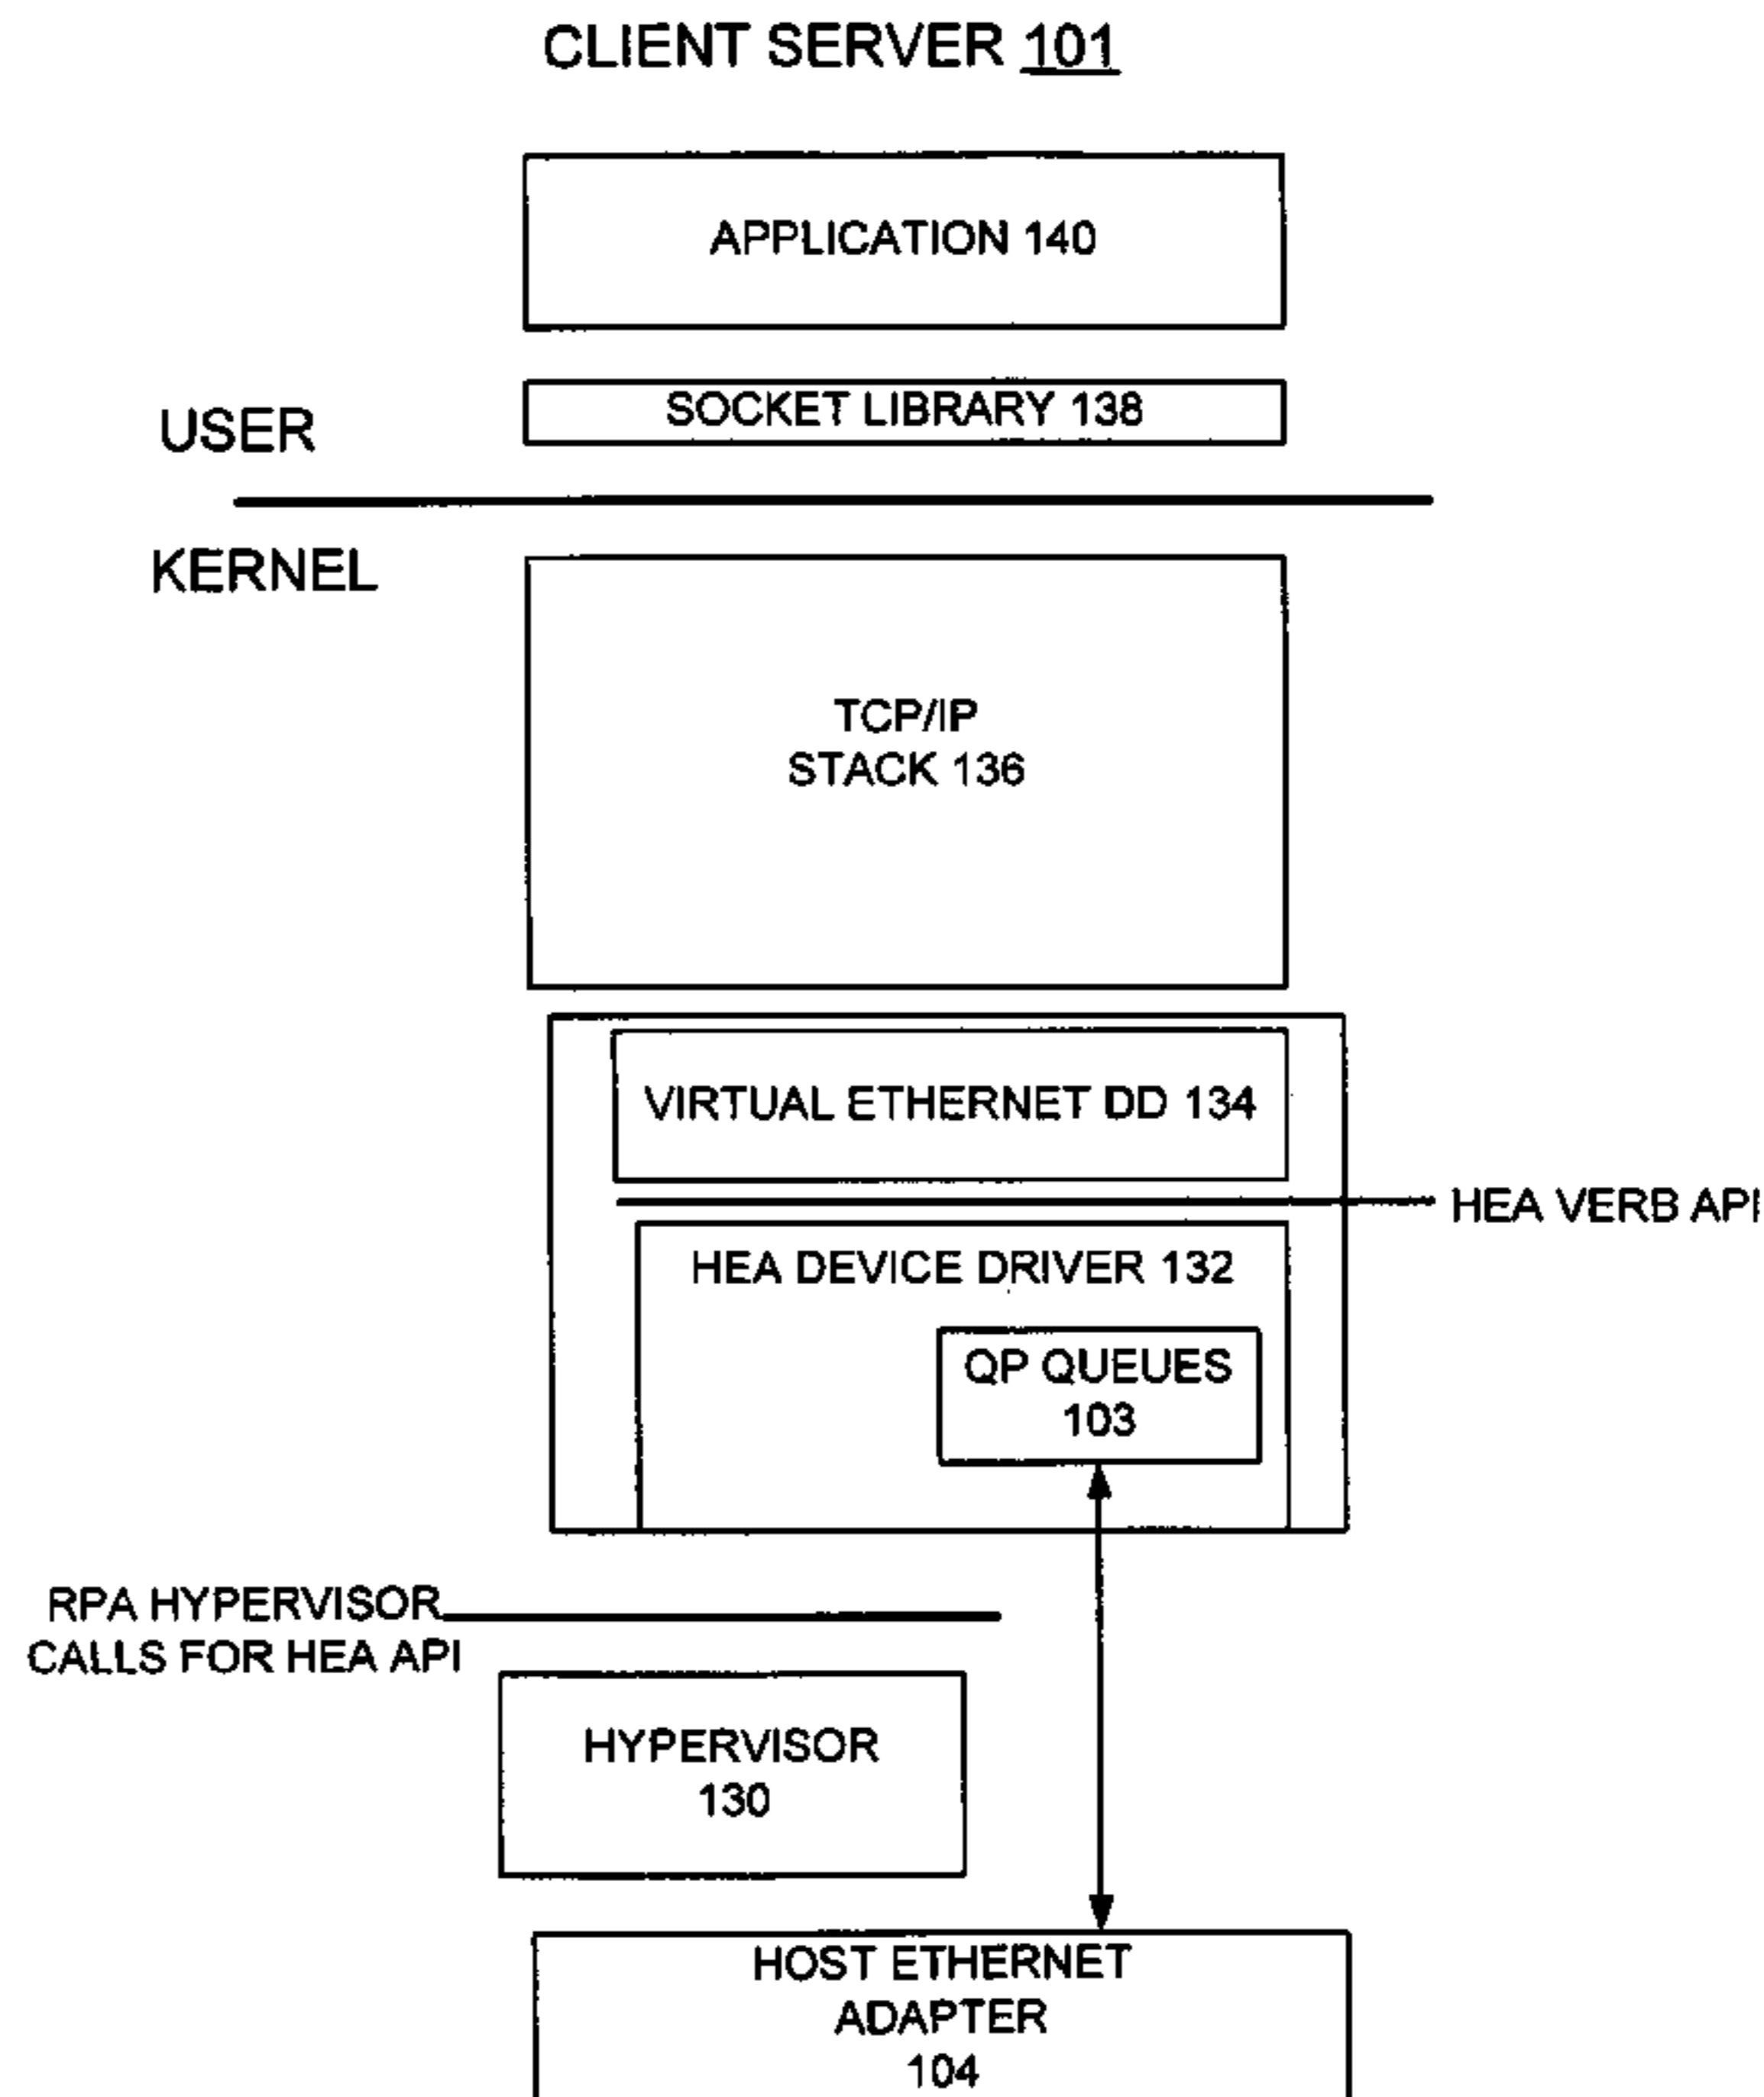 CLIENT SERVER 101
APPLICATION 140
SOCKET LIBRARY 138
USER
KERNEL
TCP/IP
STACK 136
VIRTUAL ETHERNET DD 134
HEA VERB API
HEA DEVICE DRIVER 132
QP QUEUES
103
RPA HYPERVISOR
CALLS FOR HEA API
HYPERVISOR
130
HOST ETHERNET
ADAPTER
104